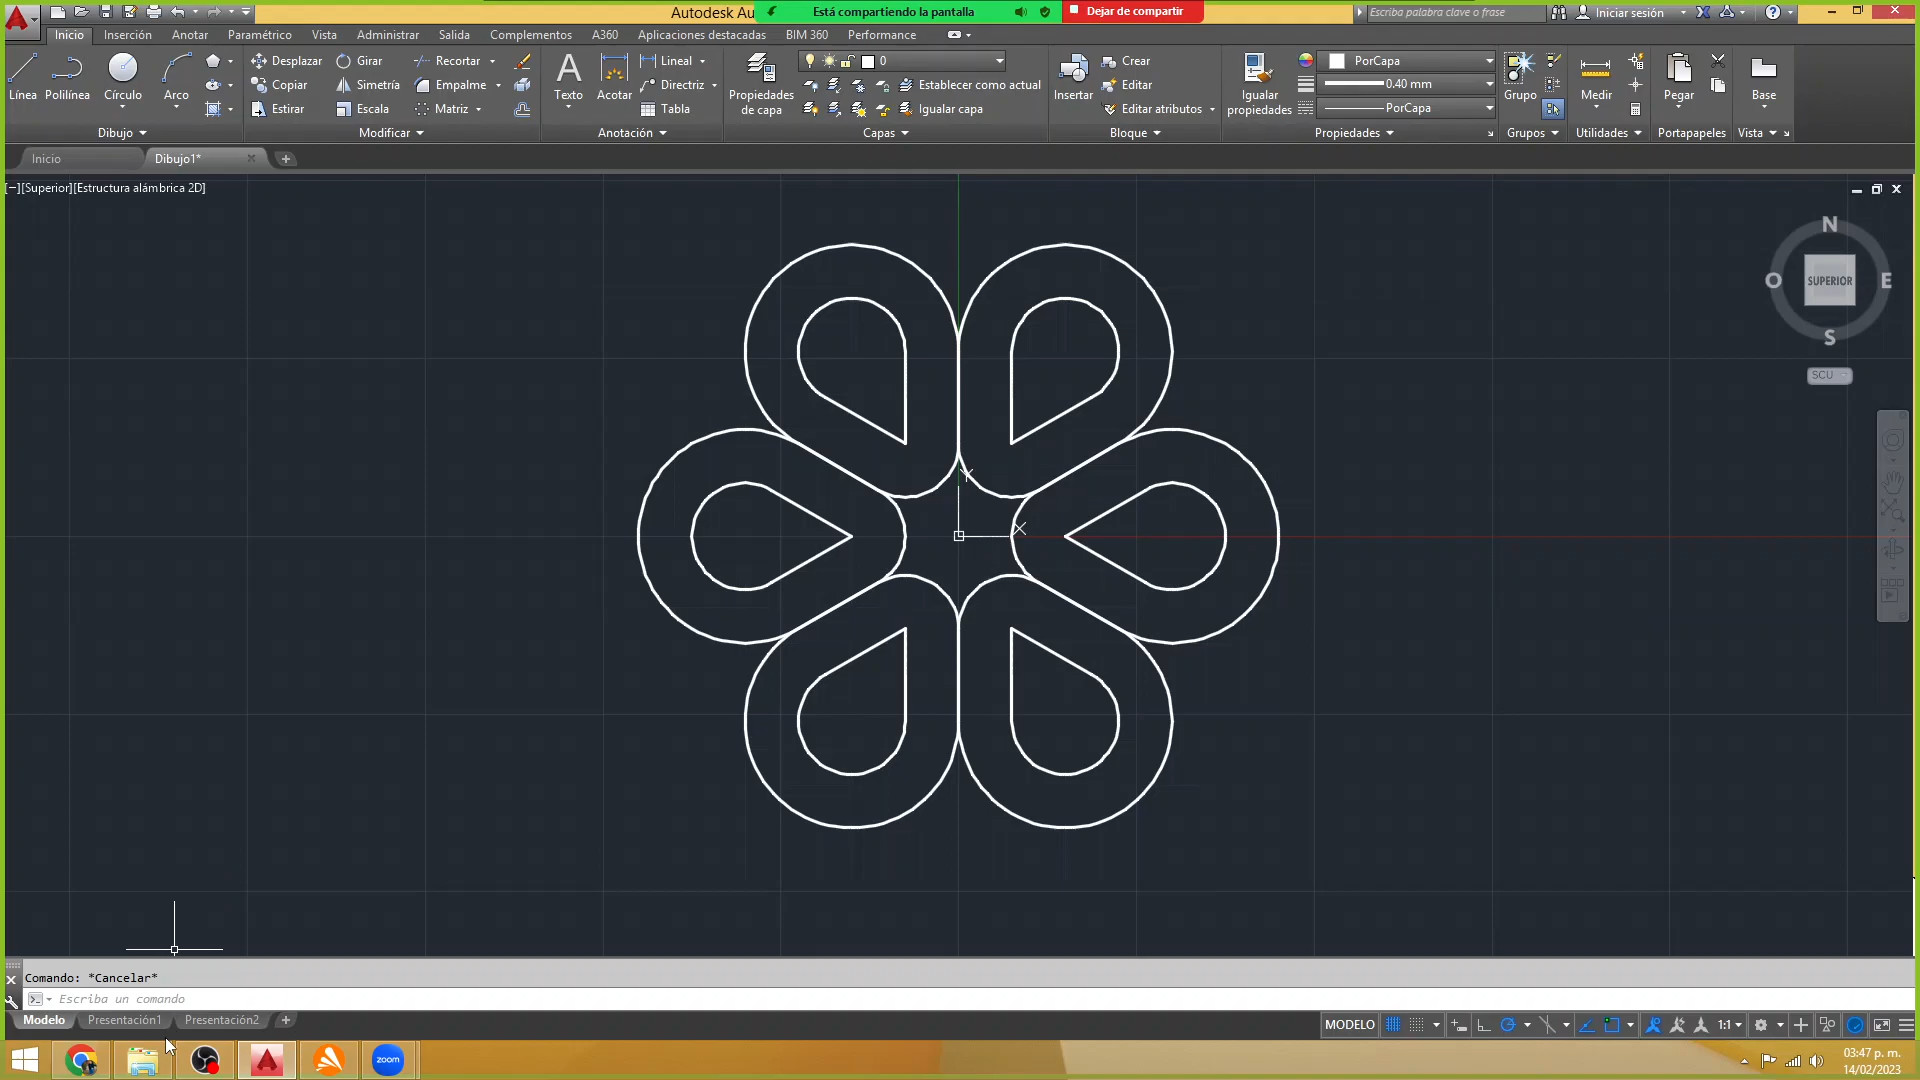 Autodesk Au
Está compartiendo la pantalla
Dejar de compartir
Escriba palabra clave o frase
Iniciar sesión
Inicio Inserción Anotar Paramétrico Vista Administrar Salida Complementos A360 Aplicaciones destacadas BIM 360 Performance
Línea Polilínea Círculo Arco
Desplazar Girar Recortar
Copiar Simetría Empalme
Estirar Escala Matriz
Texto Acotar
Lineal
Directriz
Tabla
Propiedades
de capa
0
Establecer como actual
Igualar capa
Insertar
Crear
Editar
Editar atributos
Igualar
propiedades
PorCapa
0.40 mm
PorCapa
Grupo
Medir
Pegar
Base
Dibujo Modificar Anotación Capas Bloque Propiedades Grupos Utilidades Portapapeles Vista
Inicio Dibujo1*
[−][Superior][Estructura alámbrica 2D]
N
O SUPERIOR E
S
SCU
Comando: *Cancelar*
Escriba un comando
Modelo Presentación1 Presentación2
MODELO 1:1
zoom
03:47 p. m.
14/02/2023